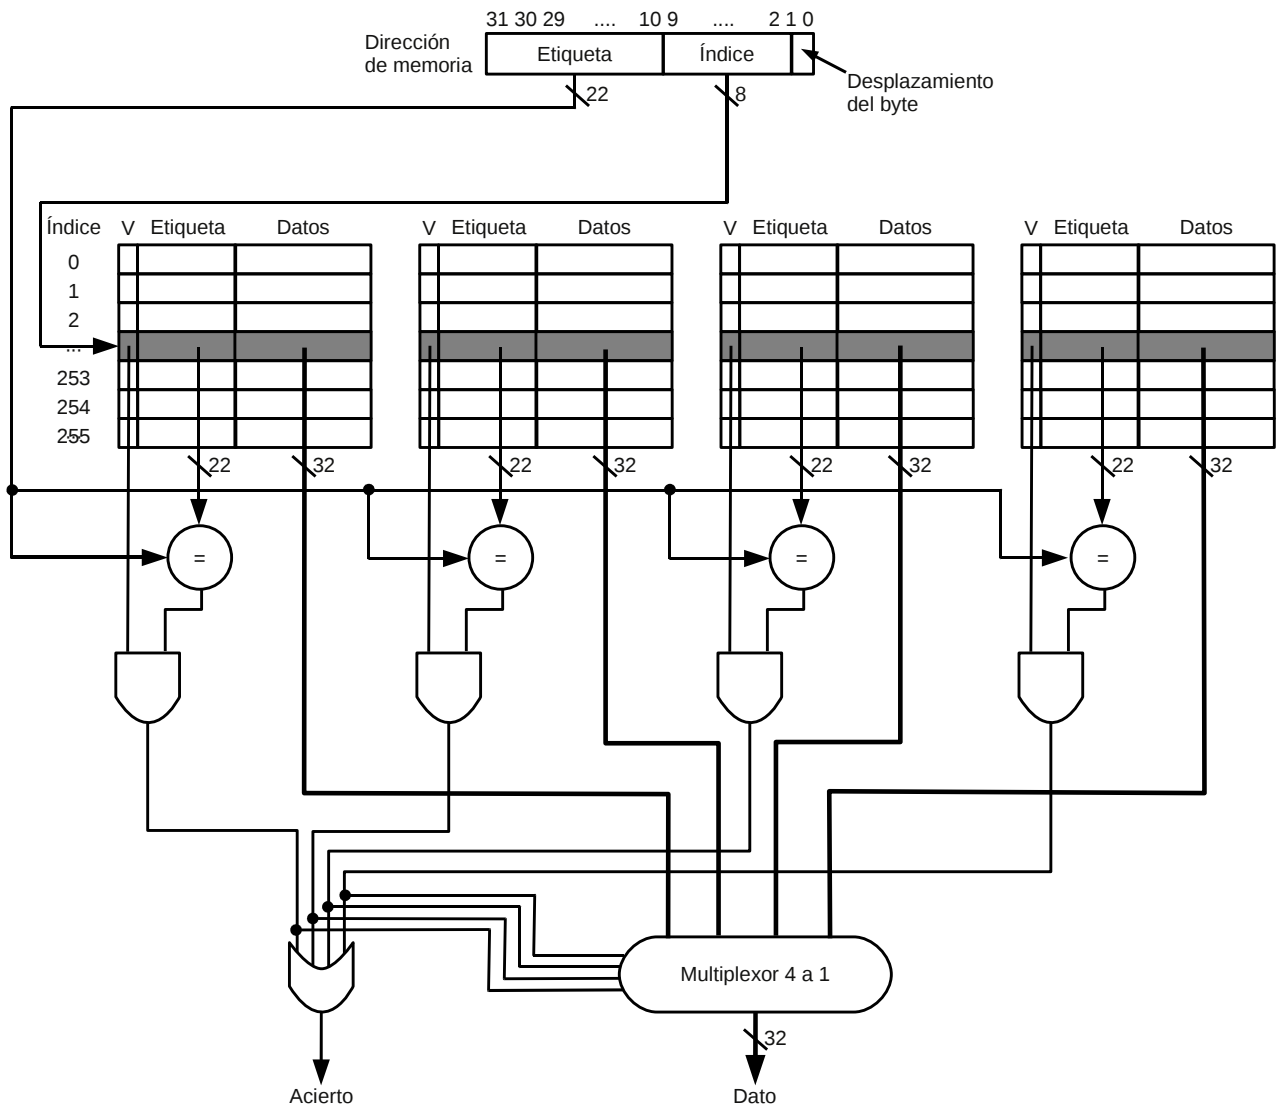 31 30 29 .... 10 9 .... 2 1 0
Dirección
de memoria
Etiqueta
Índice
Desplazamiento
del byte
22
8
Índice
V Etiqueta Datos
V Etiqueta Datos
V Etiqueta Datos
V Etiqueta Datos
0
1
2
...
253
254
255
22
32
22
32
22
32
22
32
=
=
=
=
Multiplexor 4 a 1
32
Acierto
Dato